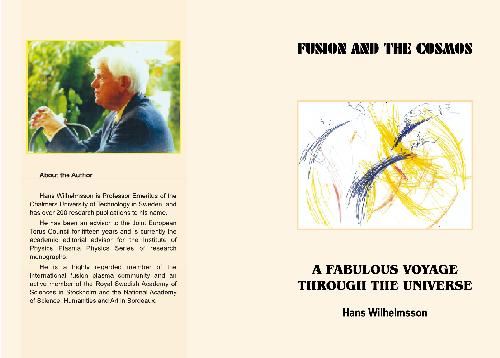 About the Author
Hans Wilhelmsson is Professor Emeritus of the
Chalmers University of Technology in Sweden, and
has over 200 research publications to his name.
He has been an advisor to the Joint European
Torus Council for fifteen years and is currently the
academic editorial advisor for the Institute of
Physics Plasma Physics Series of research
monographs.
He is a highly regarded member of the
international fusion plasma community and an
active member of the Royal Swedish Academy of
Sciences in Stockholm and the National Academy
of Science, Humanities and Art in Bordeaux.
FUSION AND THE COSMOS
A FABULOUS VOYAGE
THROUGH THE UNIVERSE
Hans Wilhelmsson